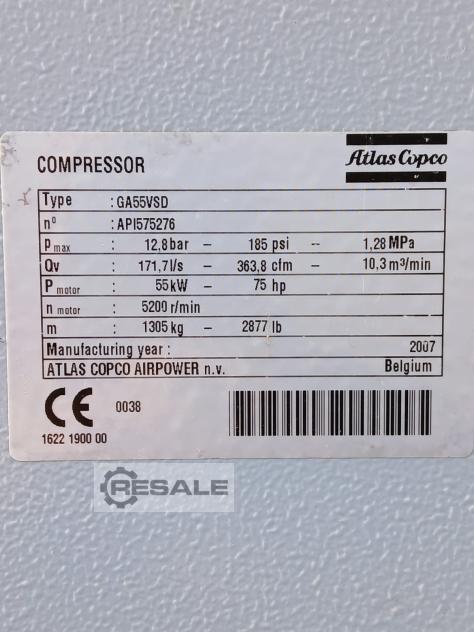 COMPRESSOR
Atlas Copco
Type : GA55VSD
nº : API575276
Pmax : 12,8 bar – 185 psi – 1,28 MPa
Qv : 171,7 l/s – 363,8 cfm – 10,3 m³/min
P motor : 55 kW – 75 hp
n motor : 5200 r/min
m : 1305 kg – 2877 lb
Manufacturing year : 2007
ATLAS COPCO AIRPOWER n.v. Belgium
CE 0038
1622 1900 00
RESALE